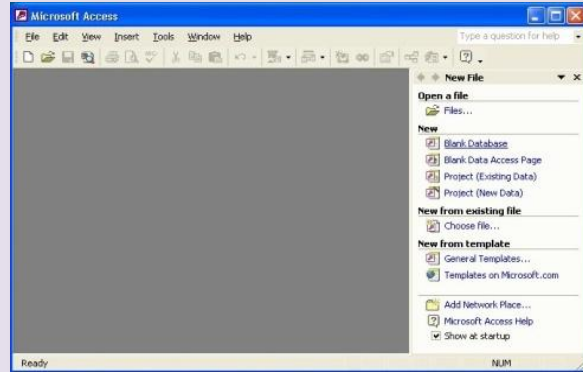 Microsoft Access
File Edit View Insert Tools Window Help
Type a question for help
New File
Open a file
Files...
New
Blank Database
Blank Data Access Page
Project (Existing Data)
Project (New Data)
New from existing file
Choose file...
New from template
General Templates...
Templates on Microsoft.com
Add Network Place...
Microsoft Access Help
Show at startup
Ready NUM